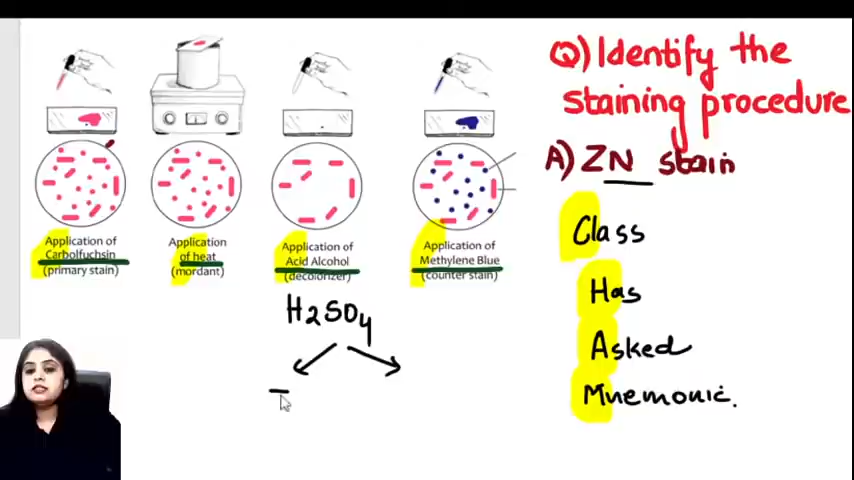 Q) Identify the
staining procedure
A) ZN stain
Class
Has
Asked
Mnemonic.
Application of
Carbolfuchsin
(primary stain)
Application
of heat
(mordant)
Application of
Acid Alcohol
(decolorizer)
Application of
Methylene Blue
(counter stain)
H2SO4